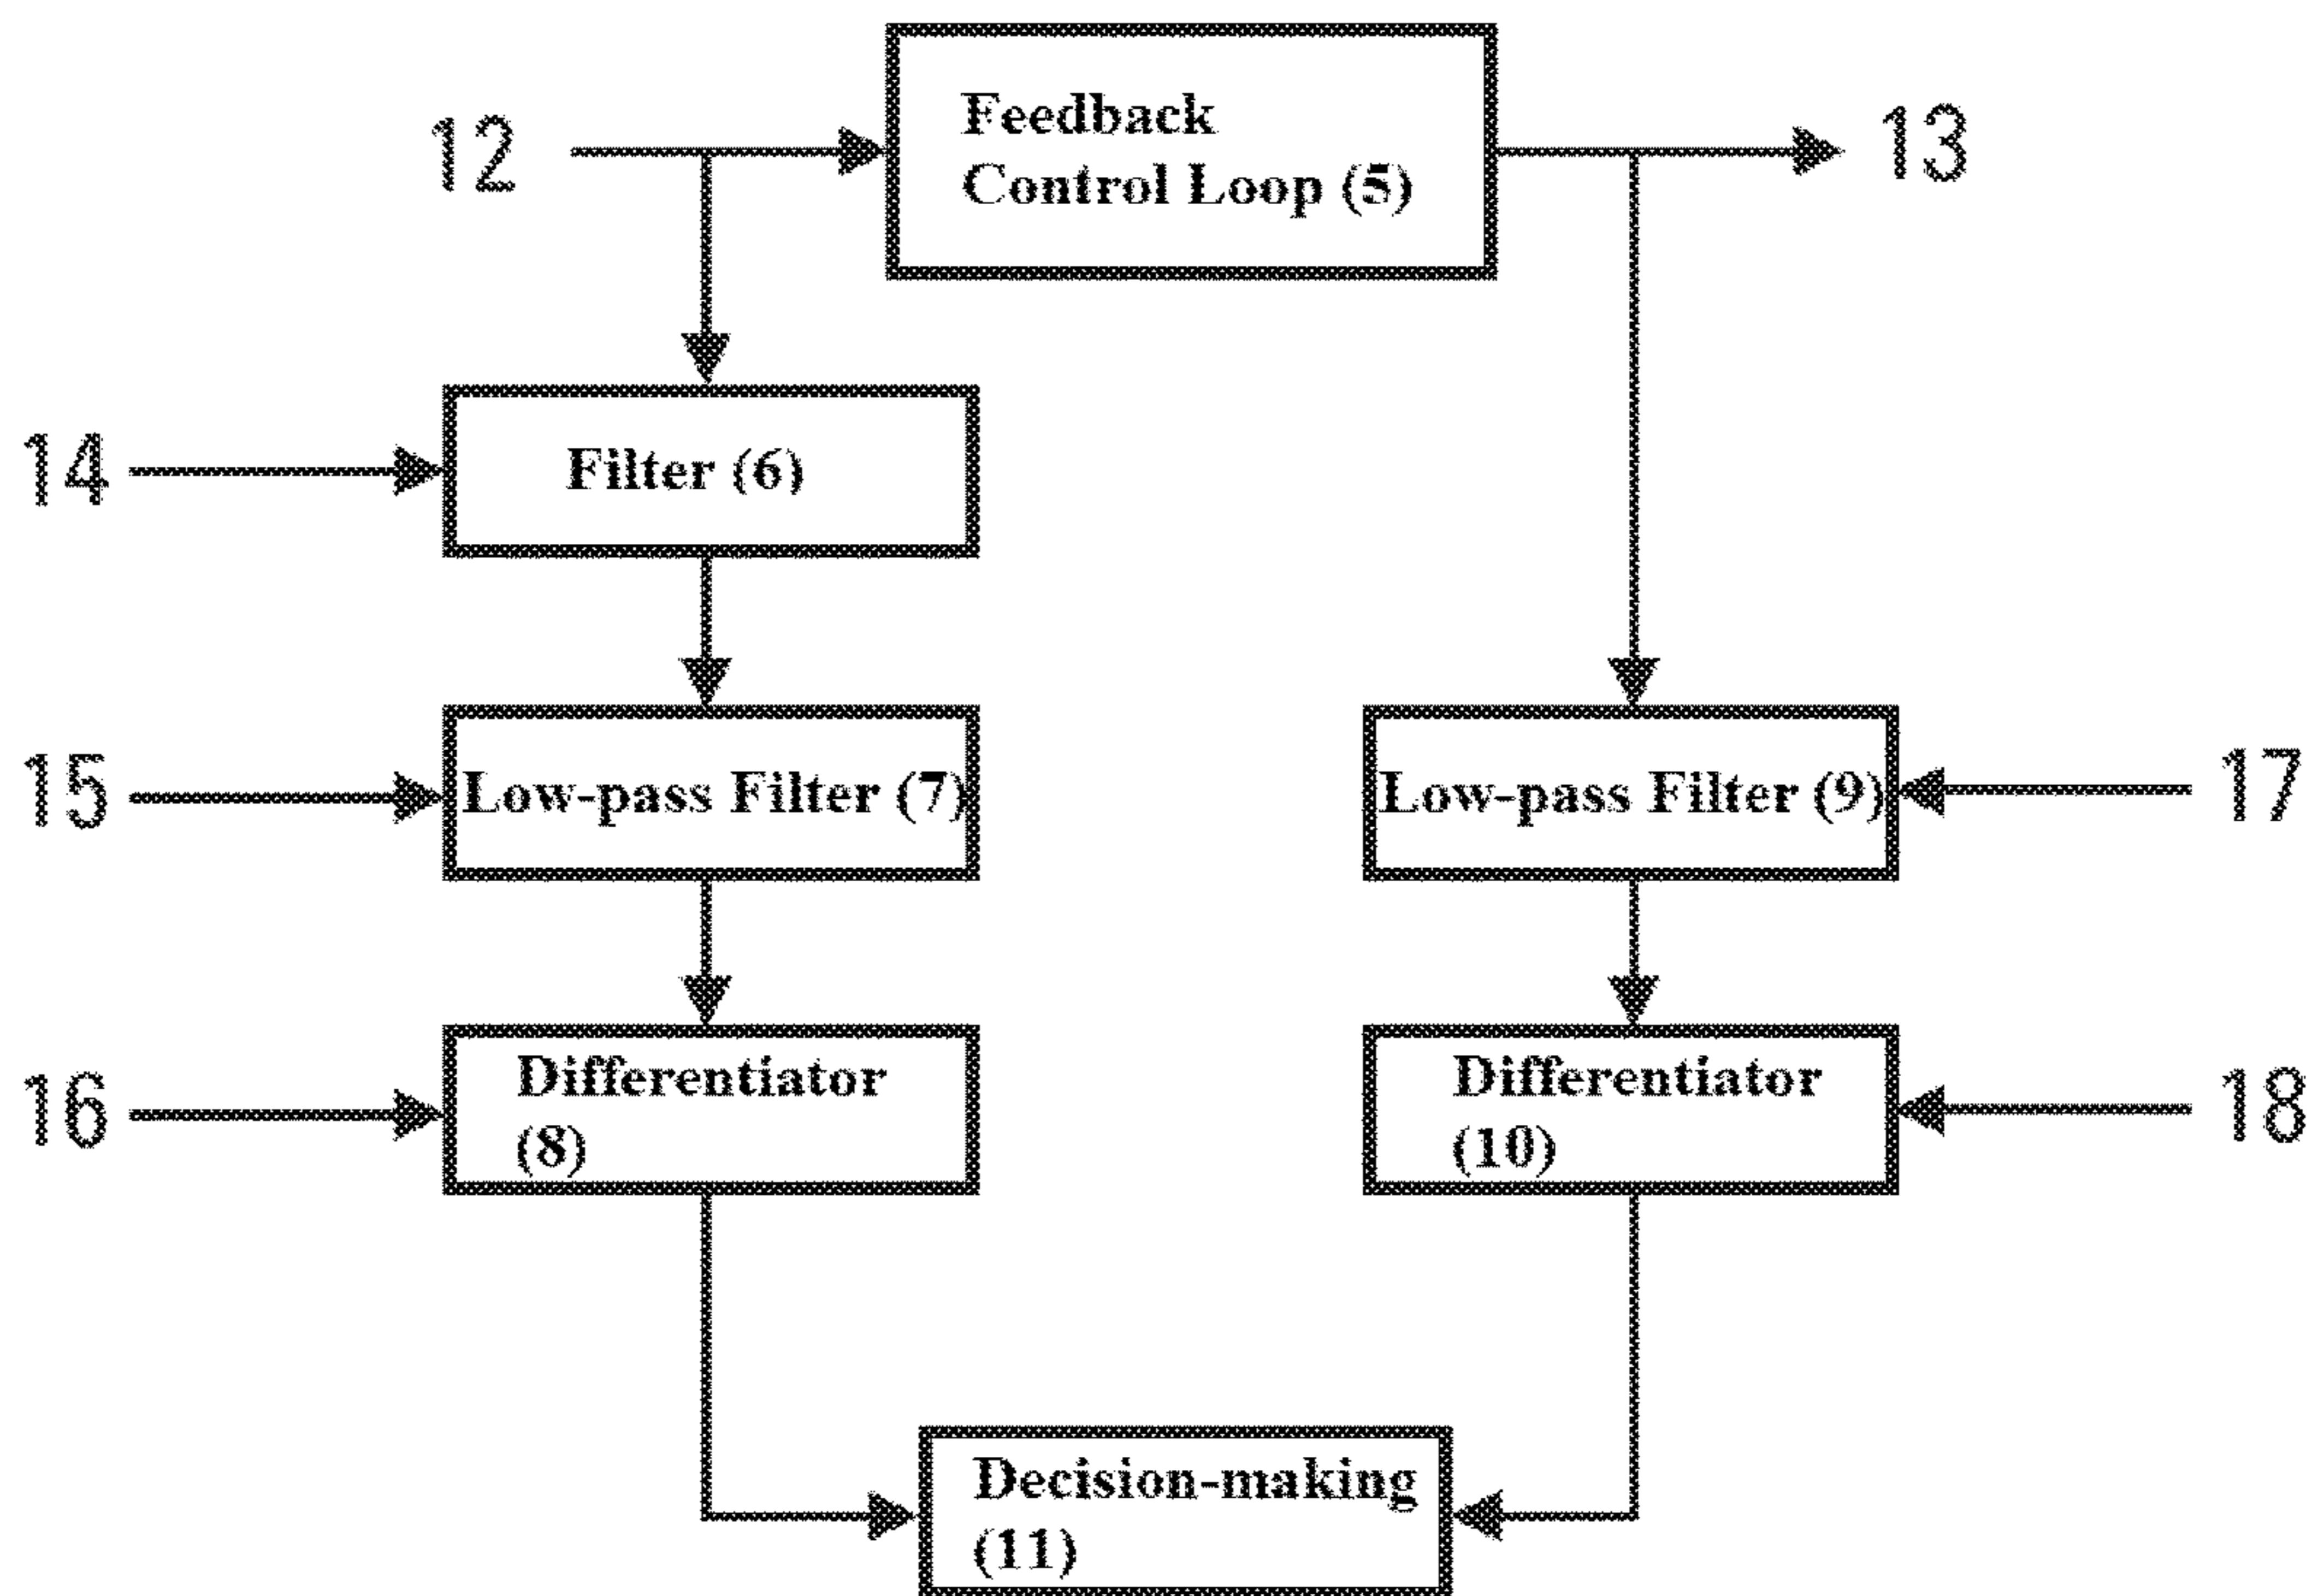 12
Feedback
Control Loop (5)
13
14
Filter (6)
15
Low-pass Filter (7)
Low-pass Filter (9)
17
16
Differentiator
(8)
Differentiator
(10)
18
Decision-making
(11)